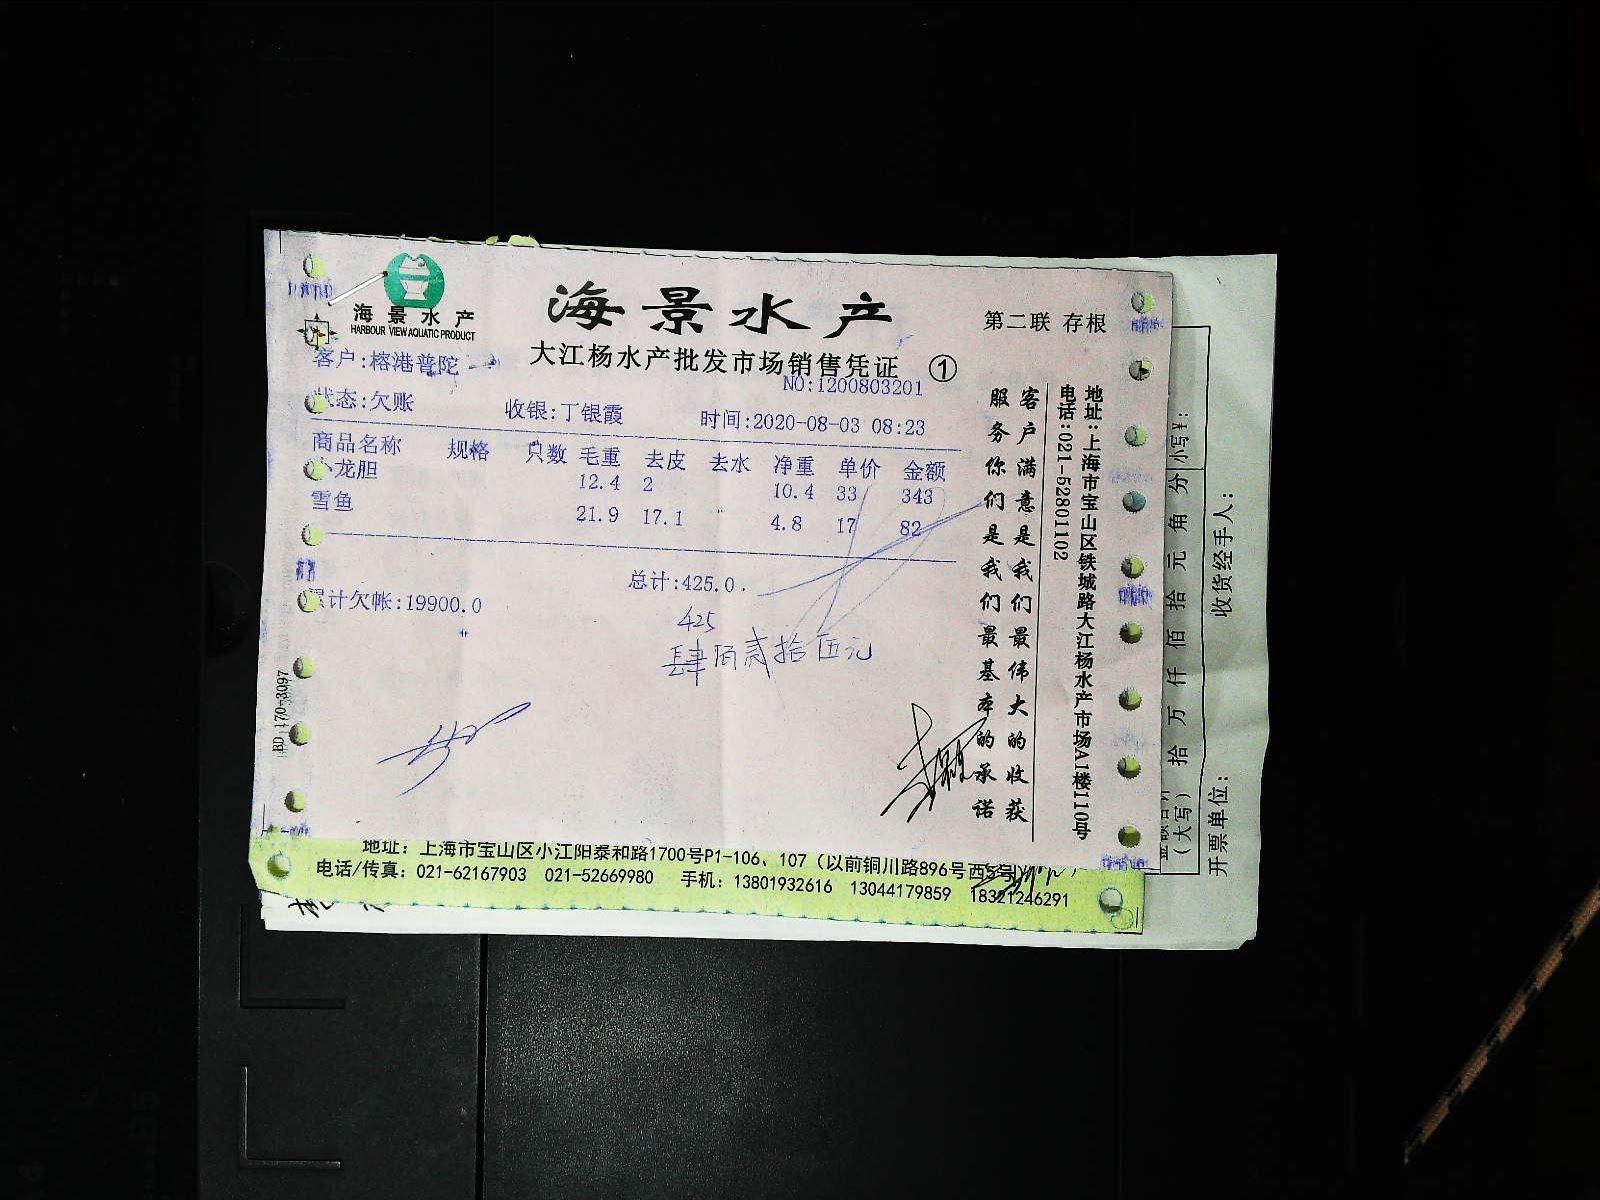 海景水产
HARBOUR VIEW AQUATIC PRODUCT
海景水产
第二联 存根
大江杨水产批发市场销售凭证 ①
NO:1200803201
客户:榕港普陀
状态:欠账 收银:丁银霞 时间:2020-08-03 08:23
商品名称 规格 只数 毛重 去皮 去水 净重 单价 金额
小龙胆 12.4 2 10.4 33 343
雪鱼 21.9 17.1 4.8 17 82
总计:425.0
累计欠帐:19900.0
425
肆佰贰拾伍元
客户满意是我们最伟大的收获
服务你们是我们最基本的承诺
地址:上海市宝山区铁城路大江杨水产市场A1楼110号
电话:021-52801102
BD 170-3097
地址：上海市宝山区小江阳泰和路1700号P1-106、107（以前铜川路896号西5号）
电话/传真：021-62167903 021-52669980 手机：13801932616 13044179859 18321246291
小写¥：
（大写） 拾 万 仟 佰 拾 元 角 分
收货经手人：
开票单位：